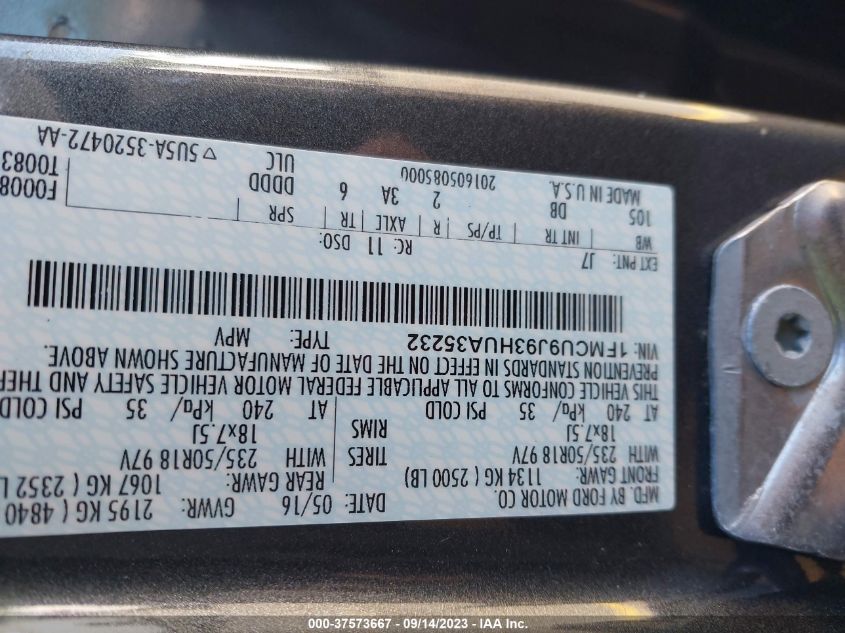 MFD. BY FORD MOTOR CO.
DATE: 05/16 GVWR: 2195 KG ( 4840
FRONT GAWR: 1134 KG ( 2500 LB) REAR GAWR: 1067 KG ( 2352 L
WITH 235/50R18 97V TIRES WITH 235/50R18 97V
18x7.5J RIMS 18x7.5J
AT 240 kPa/ 35 PSI COLD AT 240 kPa/ 35 PSI COLD
THIS VEHICLE CONFORMS TO ALL APPLICABLE FEDERAL MOTOR VEHICLE SAFETY AND THEF
PREVENTION STANDARDS IN EFFECT ON THE DATE OF MANUFACTURE SHOWN ABOVE.
VIN: 1FMCU9J93HUA35232 TYPE: MPV
EXT PNT: J7 RC: 11 DSO:
WB INT TR TP/PS R AXLE TR SPR
105 DB 2 3A 6 DDDD F0008
MADE IN U.S.A. ULC T0083
201605085000 5U5A-3520472-AA
000-37573667 - 09/14/2023 - IAA Inc.